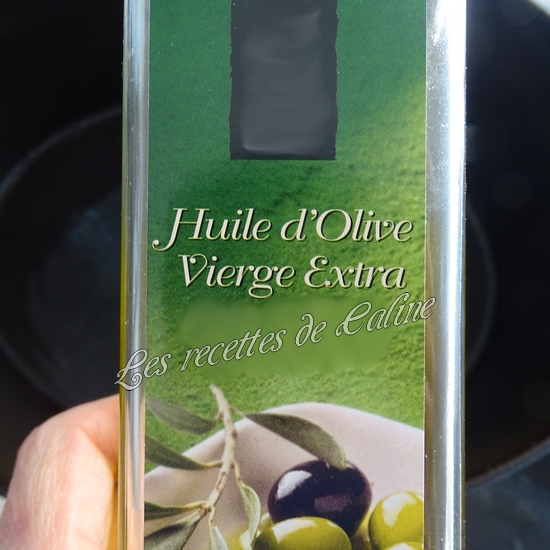 Huile d'Olive
Vierge Extra
Les recettes de Caline